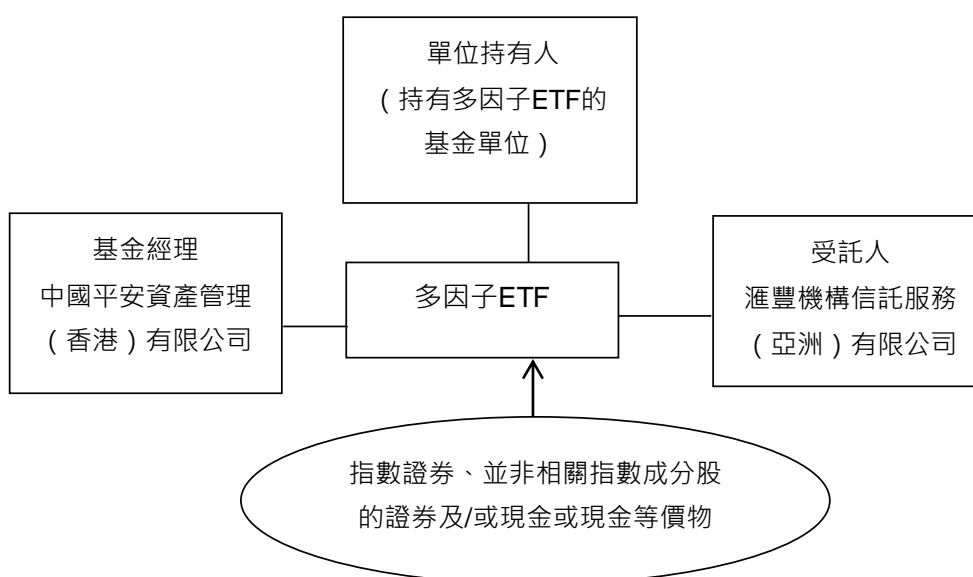 單位持有人
（持有多因子ETF的
基金單位）
基金經理
中國平安資產管理
（香港）有限公司
多因子ETF
受託人
滙豐機構信託服務
（亞洲）有限公司
指數證券、並非相關指數成分股
的證券及/或現金或現金等價物